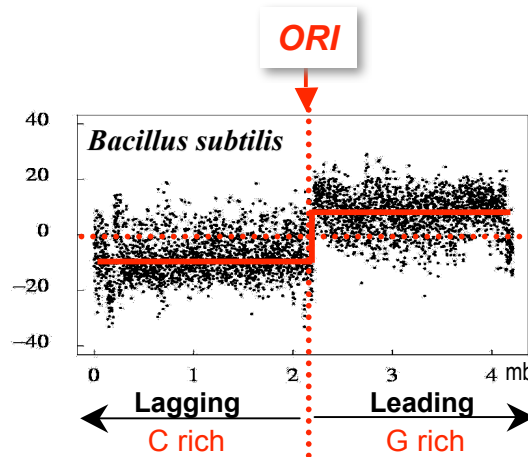 ORI
Bacillus subtilis
40
20
0
−20
−40
0 1 2 3 4 mb
Lagging Leading
C rich G rich